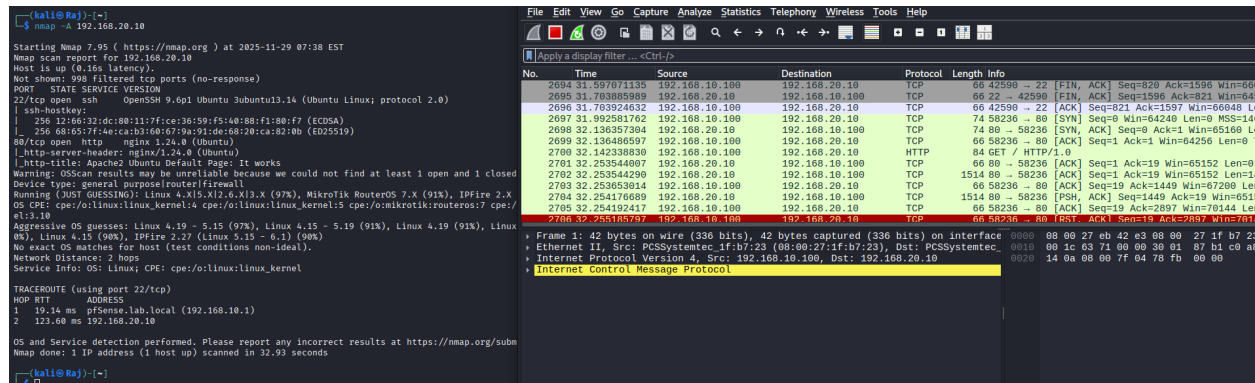 (kali㉿Raj)-[~]
$ nmap -A 192.168.20.10
Starting Nmap 7.95 ( https://nmap.org ) at 2025-11-29 07:38 EST
Nmap scan report for 192.168.20.10
Host is up (0.16s latency).
Not shown: 998 filtered tcp ports (no-response)
PORT STATE SERVICE VERSION
22/tcp open ssh OpenSSH 9.6p1 Ubuntu 3ubuntu13.14 (Ubuntu Linux; protocol 2.0)
| ssh-hostkey:
| 256 12:66:32:dc:80:11:7f:ce:36:59:f5:40:88:f1:80:f7 (ECDSA)
|_ 256 68:65:7f:4e:ca:b3:60:67:9a:91:de:68:20:ca:82:0b (ED25519)
80/tcp open http nginx 1.24.0 (Ubuntu)
|_http-server-header: nginx/1.24.0 (Ubuntu)
|_http-title: Apache2 Ubuntu Default Page: It works
Warning: OSScan results may be unreliable because we could not find at least 1 open and 1 closed
Device type: general purpose|router|firewall
Running (JUST GUESSING): Linux 4.X|5.X|2.6.X|3.X (97%), MikroTik RouterOS 7.X (91%), IPFire 2.X
OS CPE: cpe:/o:linux:linux_kernel:4 cpe:/o:linux:linux_kernel:5 cpe:/o:mikrotik:routeros:7 cpe:/
el:3.10
Aggressive OS guesses: Linux 4.19 - 5.15 (97%), Linux 4.15 - 5.19 (91%), Linux 4.19 (91%), Linux
0%), Linux 4.15 (90%), IPFire 2.27 (Linux 5.15 - 6.1) (90%)
No exact OS matches for host (test conditions non-ideal).
Network Distance: 2 hops
Service Info: OS: Linux; CPE: cpe:/o:linux:linux_kernel
TRACEROUTE (using port 22/tcp)
HOP RTT ADDRESS
1 19.14 ms pfSense.lab.local (192.168.10.1)
2 123.60 ms 192.168.20.10
OS and Service detection performed. Please report any incorrect results at https://nmap.org/subm
Nmap done: 1 IP address (1 host up) scanned in 32.93 seconds
(kali㉿Raj)-[~]
$
File Edit View Go Capture Analyze Statistics Telephony Wireless Tools Help
Apply a display filter ... <Ctrl-/>
No. Time Source Destination Protocol Length Info
2694 31.597071135 192.168.10.100 192.168.20.10 TCP 66 42590 → 22 [FIN, ACK] Seq=820 Ack=1596 Win=660
2695 31.703885989 192.168.20.10 192.168.10.100 TCP 66 22 → 42590 [FIN, ACK] Seq=1596 Ack=821 Win=64
2696 31.703924632 192.168.10.100 192.168.20.10 TCP 66 42590 → 22 [ACK] Seq=821 Ack=1597 Win=66048 Le
2697 31.992581762 192.168.10.100 192.168.20.10 TCP 74 58236 → 80 [SYN] Seq=0 Win=64240 Len=0 MSS=14
2698 32.136357304 192.168.20.10 192.168.10.100 TCP 74 80 → 58236 [SYN, ACK] Seq=0 Ack=1 Win=65160 L
2699 32.136486597 192.168.10.100 192.168.20.10 TCP 66 58236 → 80 [ACK] Seq=1 Ack=1 Win=64256 Len=0
2700 32.142338830 192.168.10.100 192.168.20.10 HTTP 84 GET / HTTP/1.0
2701 32.253544007 192.168.20.10 192.168.10.100 TCP 66 80 → 58236 [ACK] Seq=1 Ack=19 Win=65152 Len=0
2702 32.253544290 192.168.20.10 192.168.10.100 TCP 1514 80 → 58236 [ACK] Seq=1 Ack=19 Win=65152 Len=1
2703 32.253653014 192.168.10.100 192.168.20.10 TCP 66 58236 → 80 [ACK] Seq=19 Ack=1449 Win=67200 Le
2704 32.254176689 192.168.20.10 192.168.10.100 TCP 1514 80 → 58236 [PSH, ACK] Seq=1449 Ack=19 Win=651
2705 32.254192417 192.168.10.100 192.168.20.10 TCP 66 58236 → 80 [ACK] Seq=19 Ack=2897 Win=70144 Le
2706 32.255185797 192.168.10.100 192.168.20.10 TCP 66 58236 → 80 [RST, ACK] Seq=19 Ack=2897 Win=701
Frame 1: 42 bytes on wire (336 bits), 42 bytes captured (336 bits) on interface
Ethernet II, Src: PCSSystemtec_1f:b7:23 (08:00:27:1f:b7:23), Dst: PCSSystemtec_
Internet Protocol Version 4, Src: 192.168.10.100, Dst: 192.168.20.10
Internet Control Message Protocol
0000 08 00 27 eb 42 e3 08 00 27 1f b7 23
0010 00 1c 63 71 00 00 30 01 87 b1 c0 a8
0020 14 0a 08 00 7f 04 78 fb 00 00